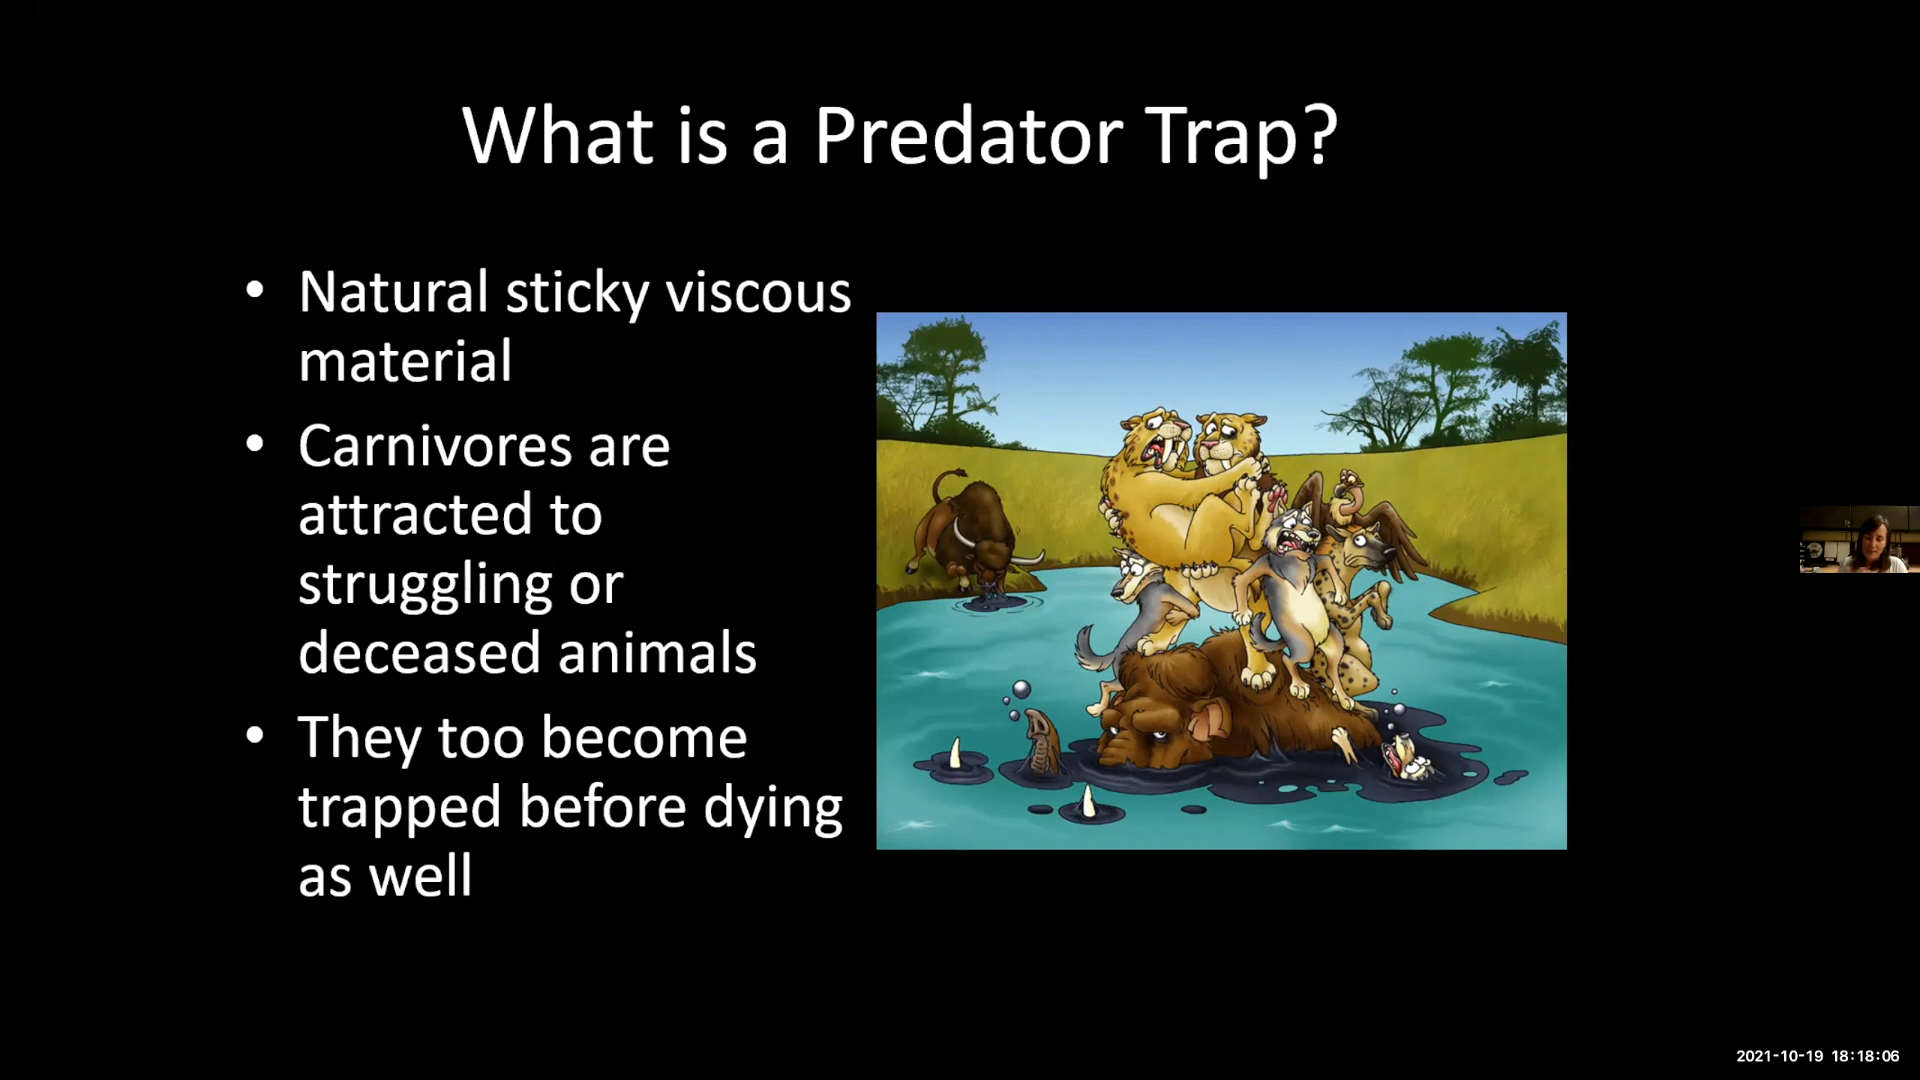 What is a Predator Trap?
• Natural sticky viscous
material
• Carnivores are
attracted to
struggling or
deceased animals
• They too become
trapped before dying
as well
2021-10-19 18:18:06